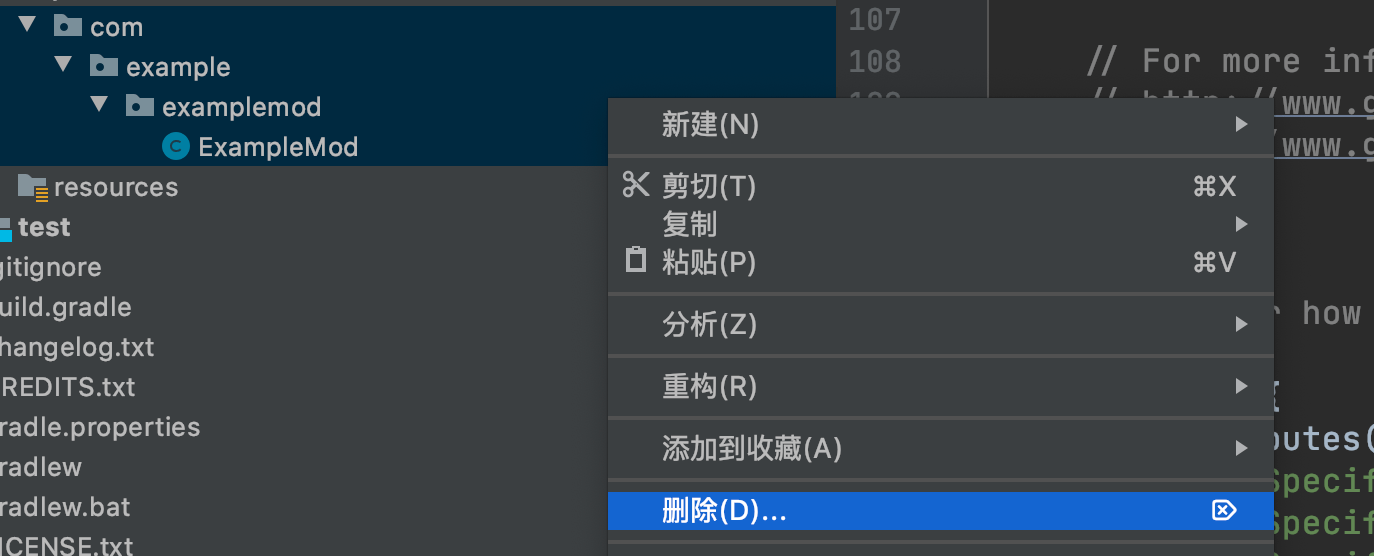 com
example
examplemod
ExampleMod
resources
test
gitignore
uild.gradle
hangelog.txt
REDITS.txt
radle.properties
radlew
radlew.bat
ICENSE.txt
107
108
// For more inf
www.g
www.g
新建(N)
剪切(T) ⌘X
复制
粘贴(P) ⌘V
分析(Z)
重构(R)
添加到收藏(A)
删除(D)...
how
butes(
Specif
Specif